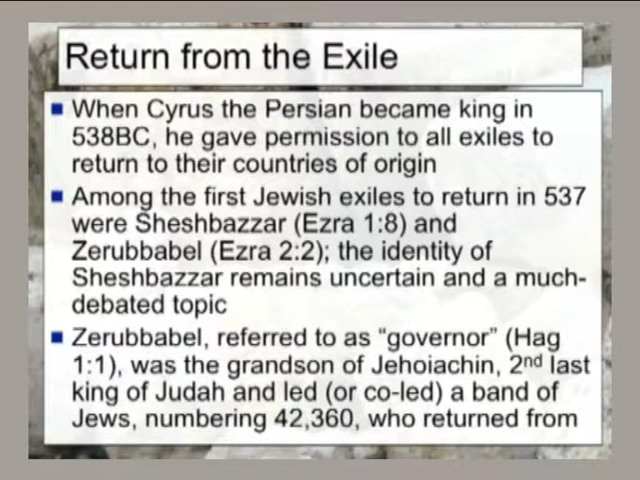 Return from the Exile
When Cyrus the Persian became king in
538BC, he gave permission to all exiles to
return to their countries of origin
Among the first Jewish exiles to return in 537
were Sheshbazzar (Ezra 1:8) and
Zerubbabel (Ezra 2:2); the identity of
Sheshbazzar remains uncertain and a much-
debated topic
Zerubbabel, referred to as “governor” (Hag
1:1), was the grandson of Jehoiachin, 2nd last
king of Judah and led (or co-led) a band of
Jews, numbering 42,360, who returned from